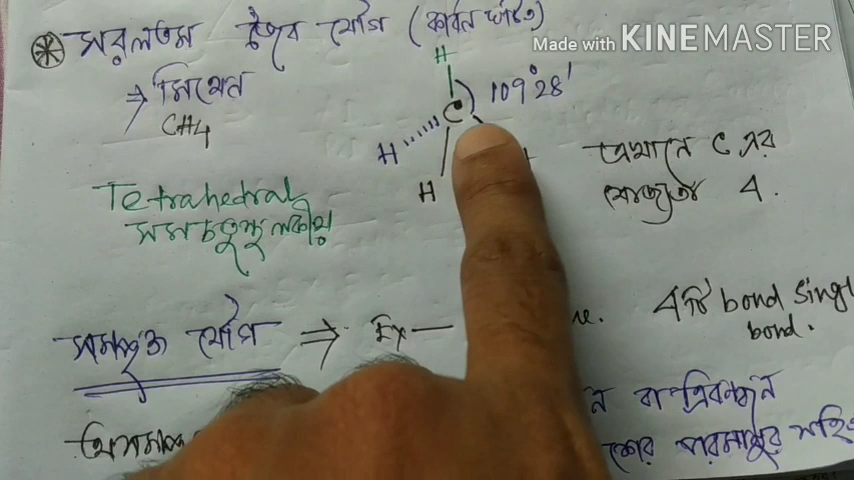 সরলতম জৈব যৌগ (কার্বন ঘটিত)
Made with KINEMASTER
⇒ মিথেন
CH4
H
109°28'
C
H
H
এখানে C এর
যোজ্যতা 4.
Tetrahedral
সমচতুস্তলকীয়
সম্পৃক্ত যৌগ ⇒ Ex—
4টি bond singl
bond.